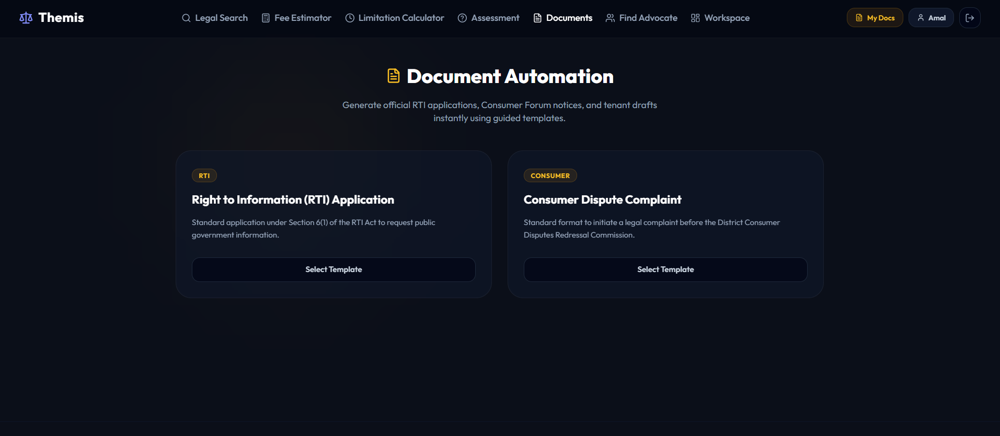 Themis
Legal Search
Fee Estimator
Limitation Calculator
Assessment
Documents
Find Advocate
Workspace
My Docs
Amal
Document Automation
Generate official RTI applications, Consumer Forum notices, and tenant drafts
instantly using guided templates.
RTI
Right to Information (RTI) Application
Standard application under Section 6(1) of the RTI Act to request public
government information.
Select Template
CONSUMER
Consumer Dispute Complaint
Standard format to initiate a legal complaint before the District Consumer
Disputes Redressal Commission.
Select Template